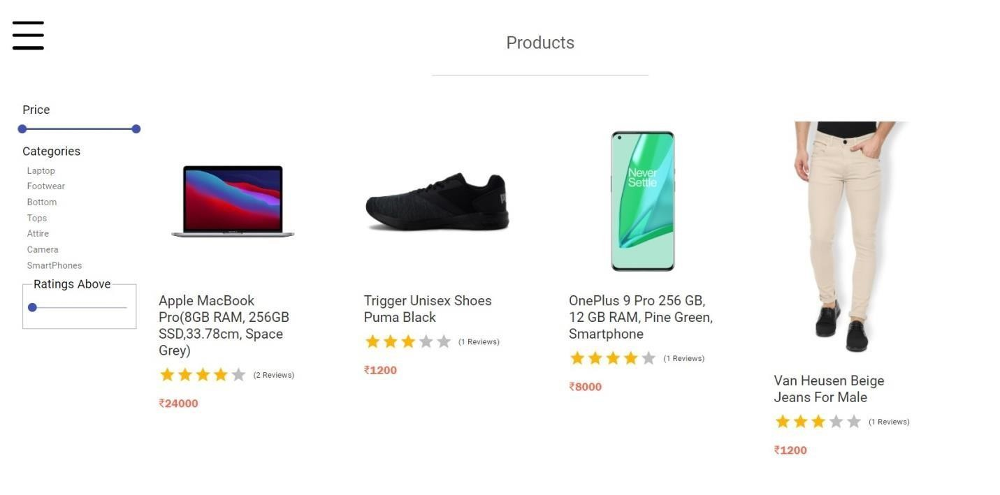 Products
Price
Categories
Laptop
Footwear
Bottom
Tops
Attire
Camera
SmartPhones
Ratings Above
Apple MacBook
Pro(8GB RAM, 256GB
SSD,33.78cm, Space
Grey)
(2 Reviews)
₹24000
Trigger Unisex Shoes
Puma Black
(1 Reviews)
₹1200
Never
Settle
OnePlus 9 Pro 256 GB,
12 GB RAM, Pine Green,
Smartphone
(1 Reviews)
₹8000
Van Heusen Beige
Jeans For Male
(1 Reviews)
₹1200